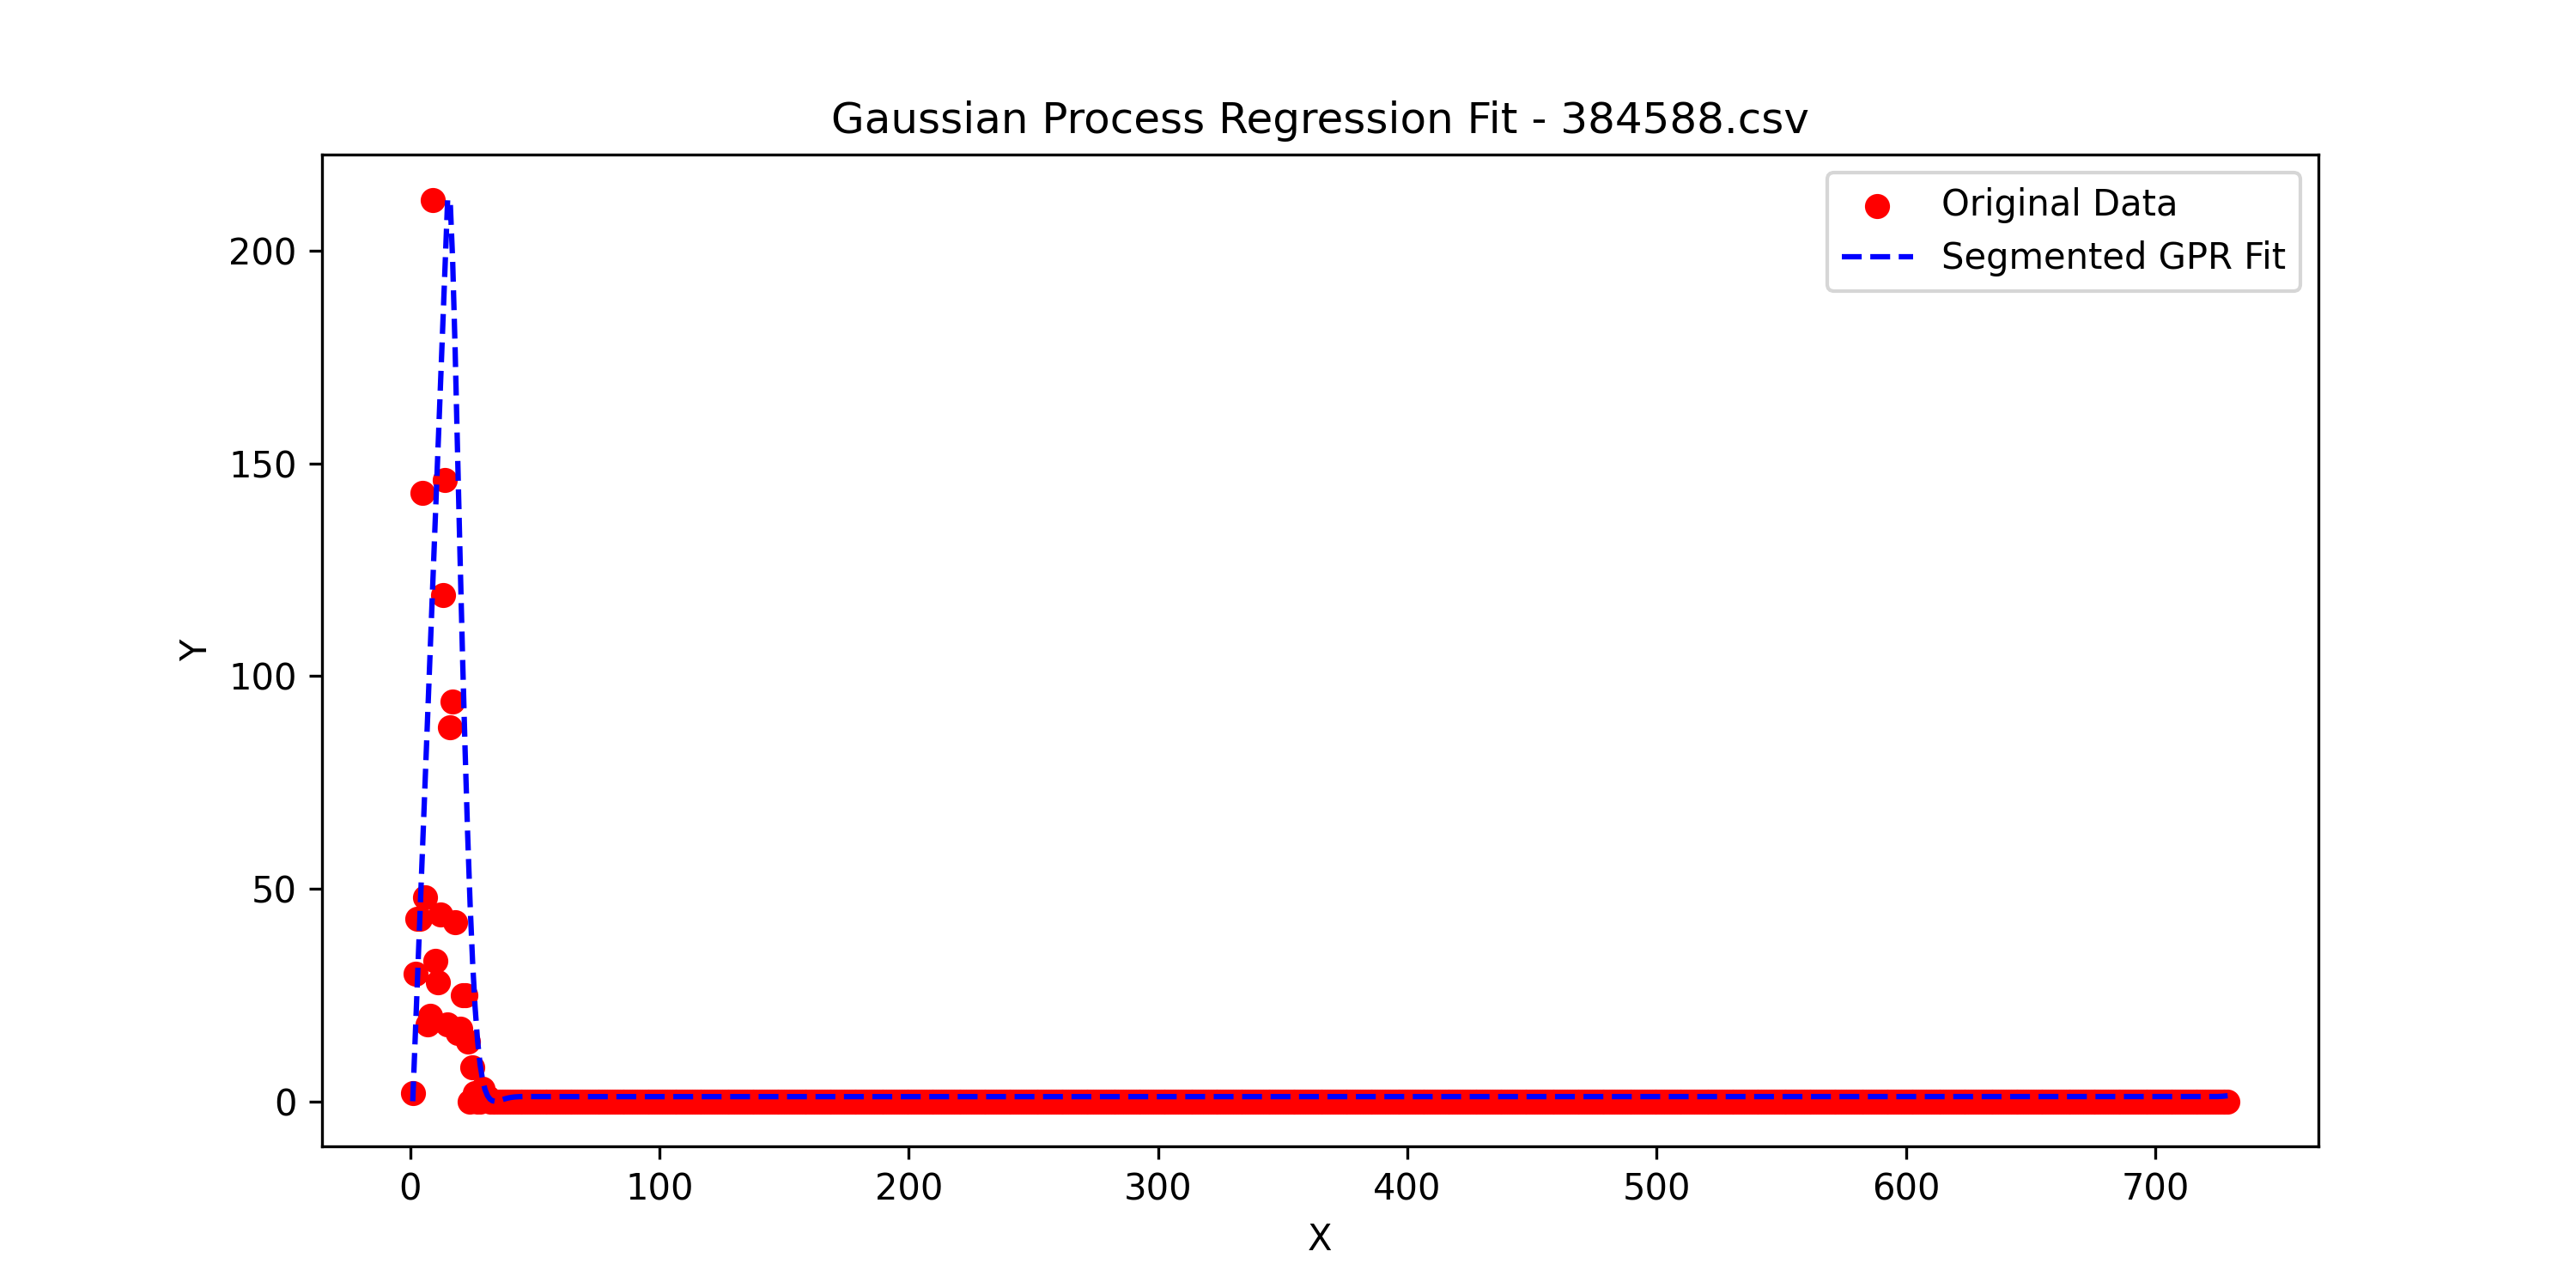 Gaussian Process Regression Fit - 384588.csv
Original Data
Segmented GPR Fit
200
150
100
50
0
Y
0 100 200 300 400 500 600 700
X